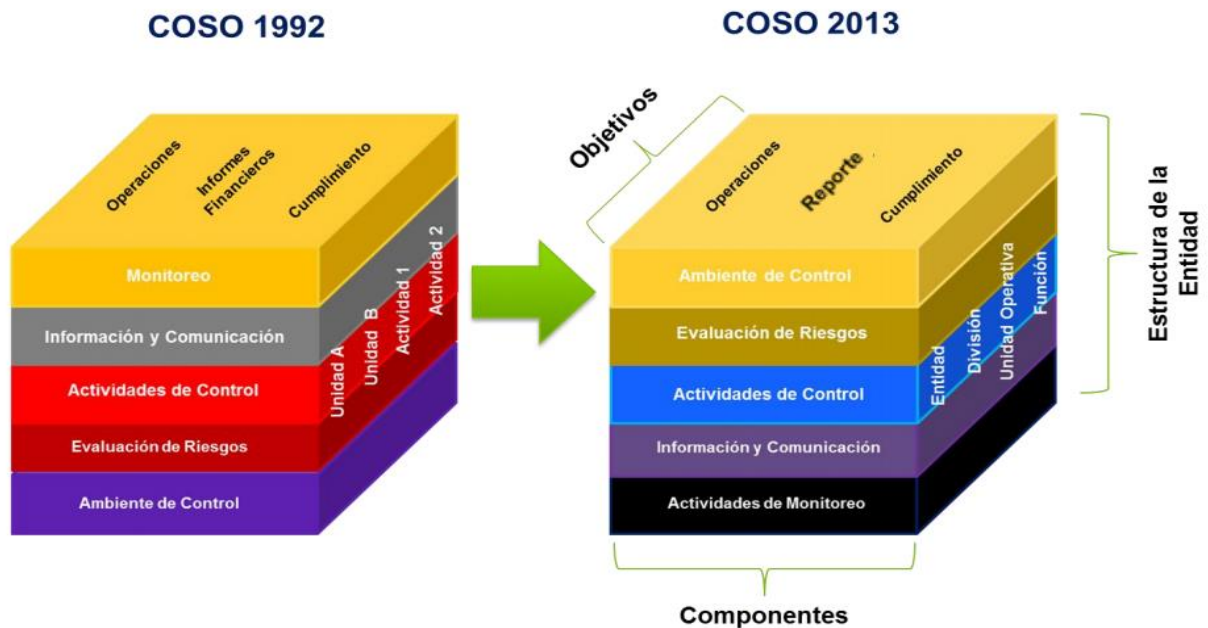 COSO 1992
Operaciones
Informes
Financieros
Cumplimiento
Monitoreo
Información y Comunicación
Actividades de Control
Evaluación de Riesgos
Ambiente de Control
Unidad A
Unidad B
Actividad 1
Actividad 2
COSO 2013
Objetivos
Operaciones
Reporte
Cumplimiento
Ambiente de Control
Evaluación de Riesgos
Actividades de Control
Información y Comunicación
Actividades de Monitoreo
Entidad
División
Unidad Operativa
Función
Estructura de la
Entidad
Componentes